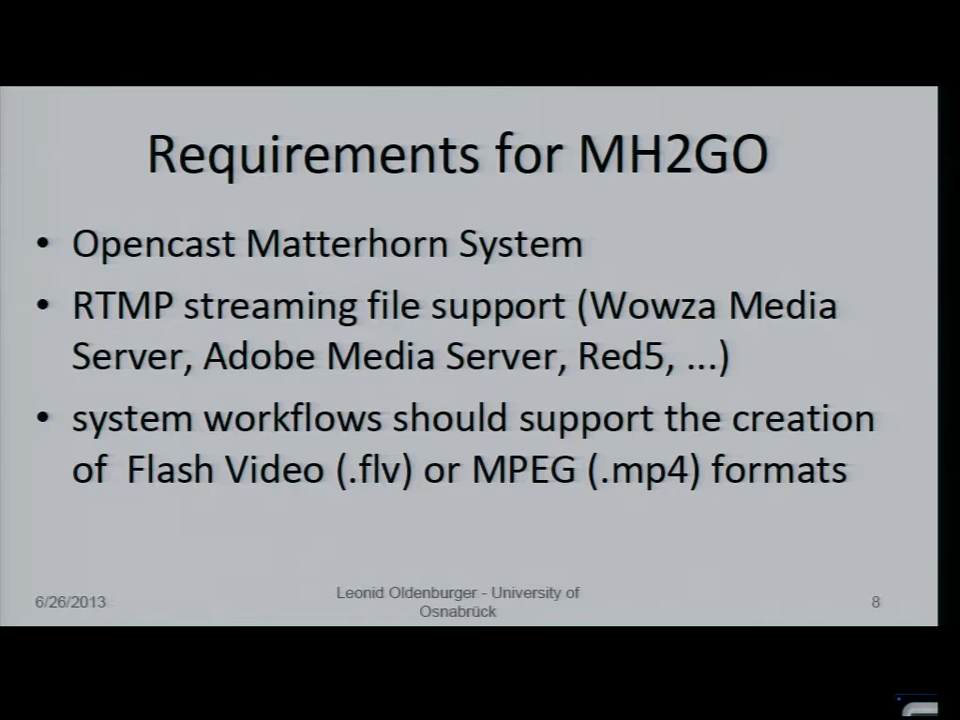 Requirements for MH2GO
• Opencast Matterhorn System
• RTMP streaming file support (Wowza Media
Server, Adobe Media Server, Red5, ...)
• system workflows should support the creation
of Flash Video (.flv) or MPEG (.mp4) formats
6/26/2013
Leonid Oldenburger - University of
Osnabrück
8